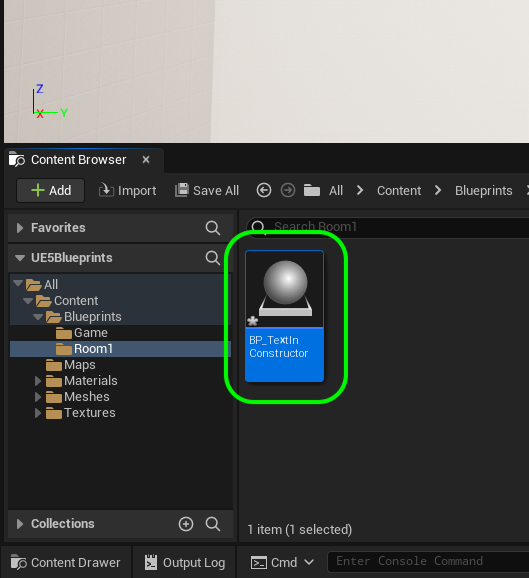 Z
X Y
Content Browser
Add
Import
Save All
All
Content
Blueprints
Favorites
UE5Blueprints
All
Content
Blueprints
Game
Room1
Maps
Materials
Meshes
Textures
Collections
Search Room1
BP_TextIn
Constructor
1 item (1 selected)
Content Drawer
Output Log
Cmd
Enter Console Command